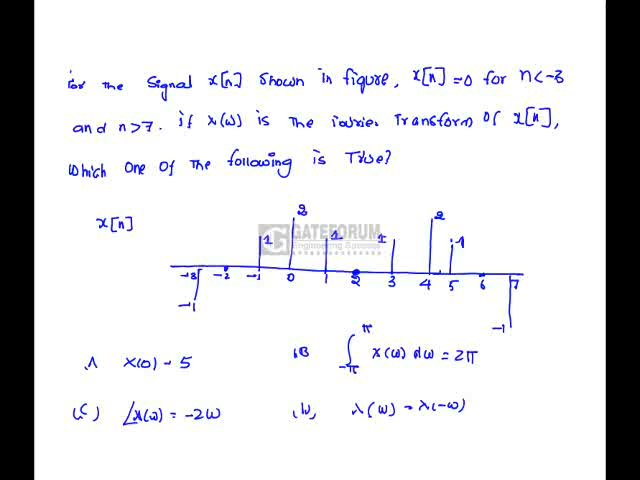 For the Signal x[n] Shown in figure, x[n] = 0 for n < -3
and n > 7. if X(ω) is The fourier Transform of x[n],
which One of The following is True?
x[n]
2 2
1 1 1 1
GATEFORUM
Engineering Success
-3 -2 -1 0 1 2 3 4 5 6 7
-1 -1
A X(0) = 5 (B ∫ π -π X(ω) dω = 2π
(C) ∠X(ω) = -2ω (D, X(ω) = X(-ω)